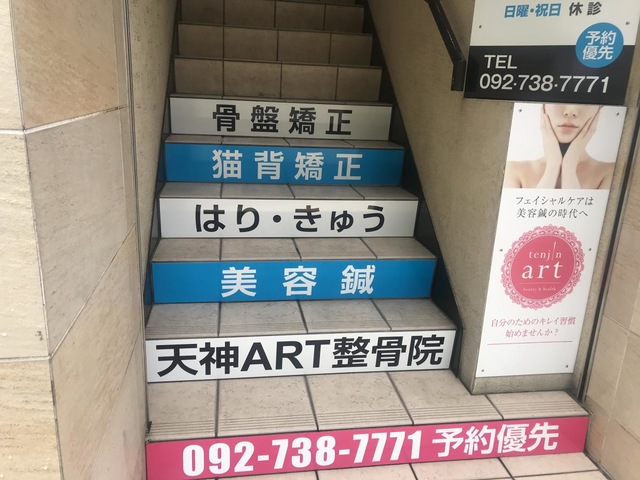 骨盤矯正
猫背矯正
はり・きゅう
美容鍼
天神ART整骨院
092-738-7771 予約優先
日曜・祝日 休診
予約
優先
TEL
092・738・7771
フェイシャルケアは
美容鍼の時代へ
tenjin
art
beauty & health
自分のためのキレイ習慣
始めませんか?